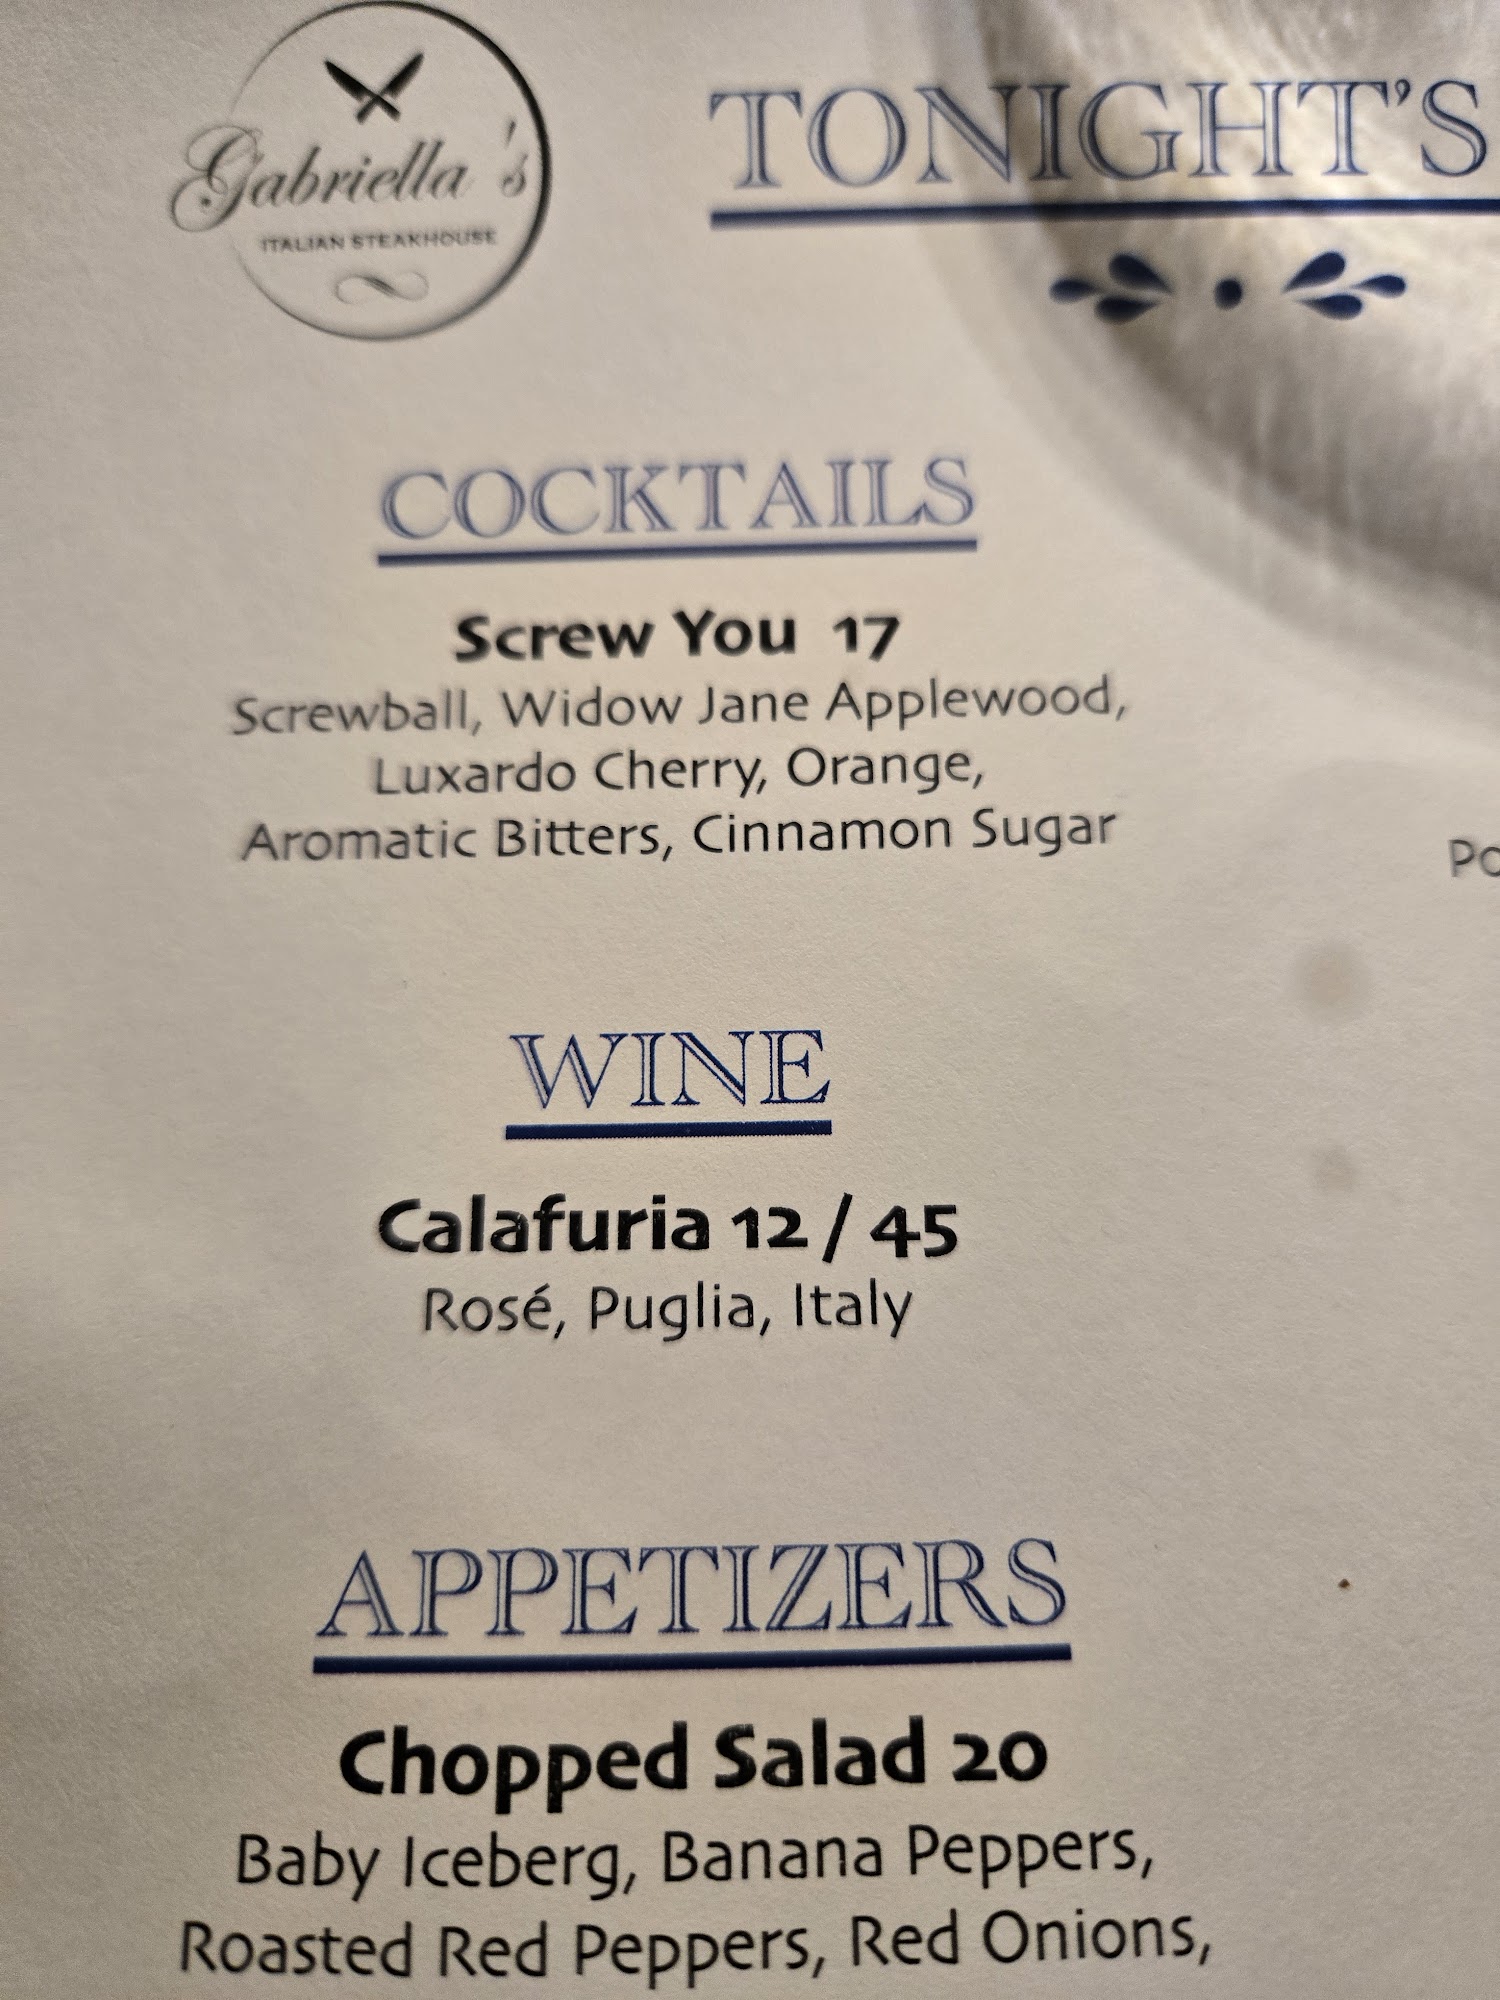 Gabriella's
ITALIAN STEAKHOUSE
TONIGHT'S
COCKTAILS
Screw You 17
Screwball, Widow Jane Applewood,
Luxardo Cherry, Orange,
Aromatic Bitters, Cinnamon Sugar
WINE
Calafuria 12 / 45
Rosé, Puglia, Italy
APPETIZERS
Chopped Salad 20
Baby Iceberg, Banana Peppers,
Roasted Red Peppers, Red Onions,